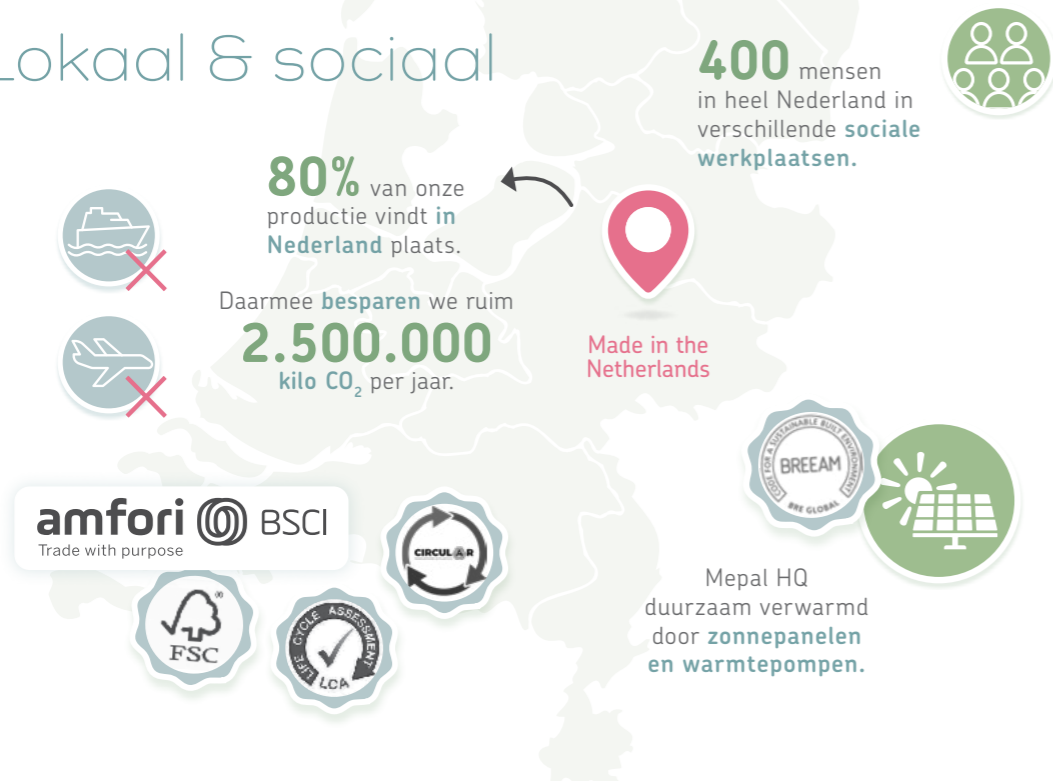 Lokaal & sociaal
400 mensen
in heel Nederland in
verschillende sociale
werkplaatsen.
80% van onze
productie vindt in
Nederland plaats.
Daarmee besparen we ruim
2.500.000
kilo CO2 per jaar.
Made in the
Netherlands
CODE FOR A SUSTAINABLE BUILT ENVIRONMENT
BREEAM
BRE GLOBAL
amfori BSCI
Trade with purpose
CIRCULAR
FSC®
LIFE CYCLE ASSESSMENT
LCA
Mepal HQ
duurzaam verwarmd
door zonnepanelen
en warmtepompen.